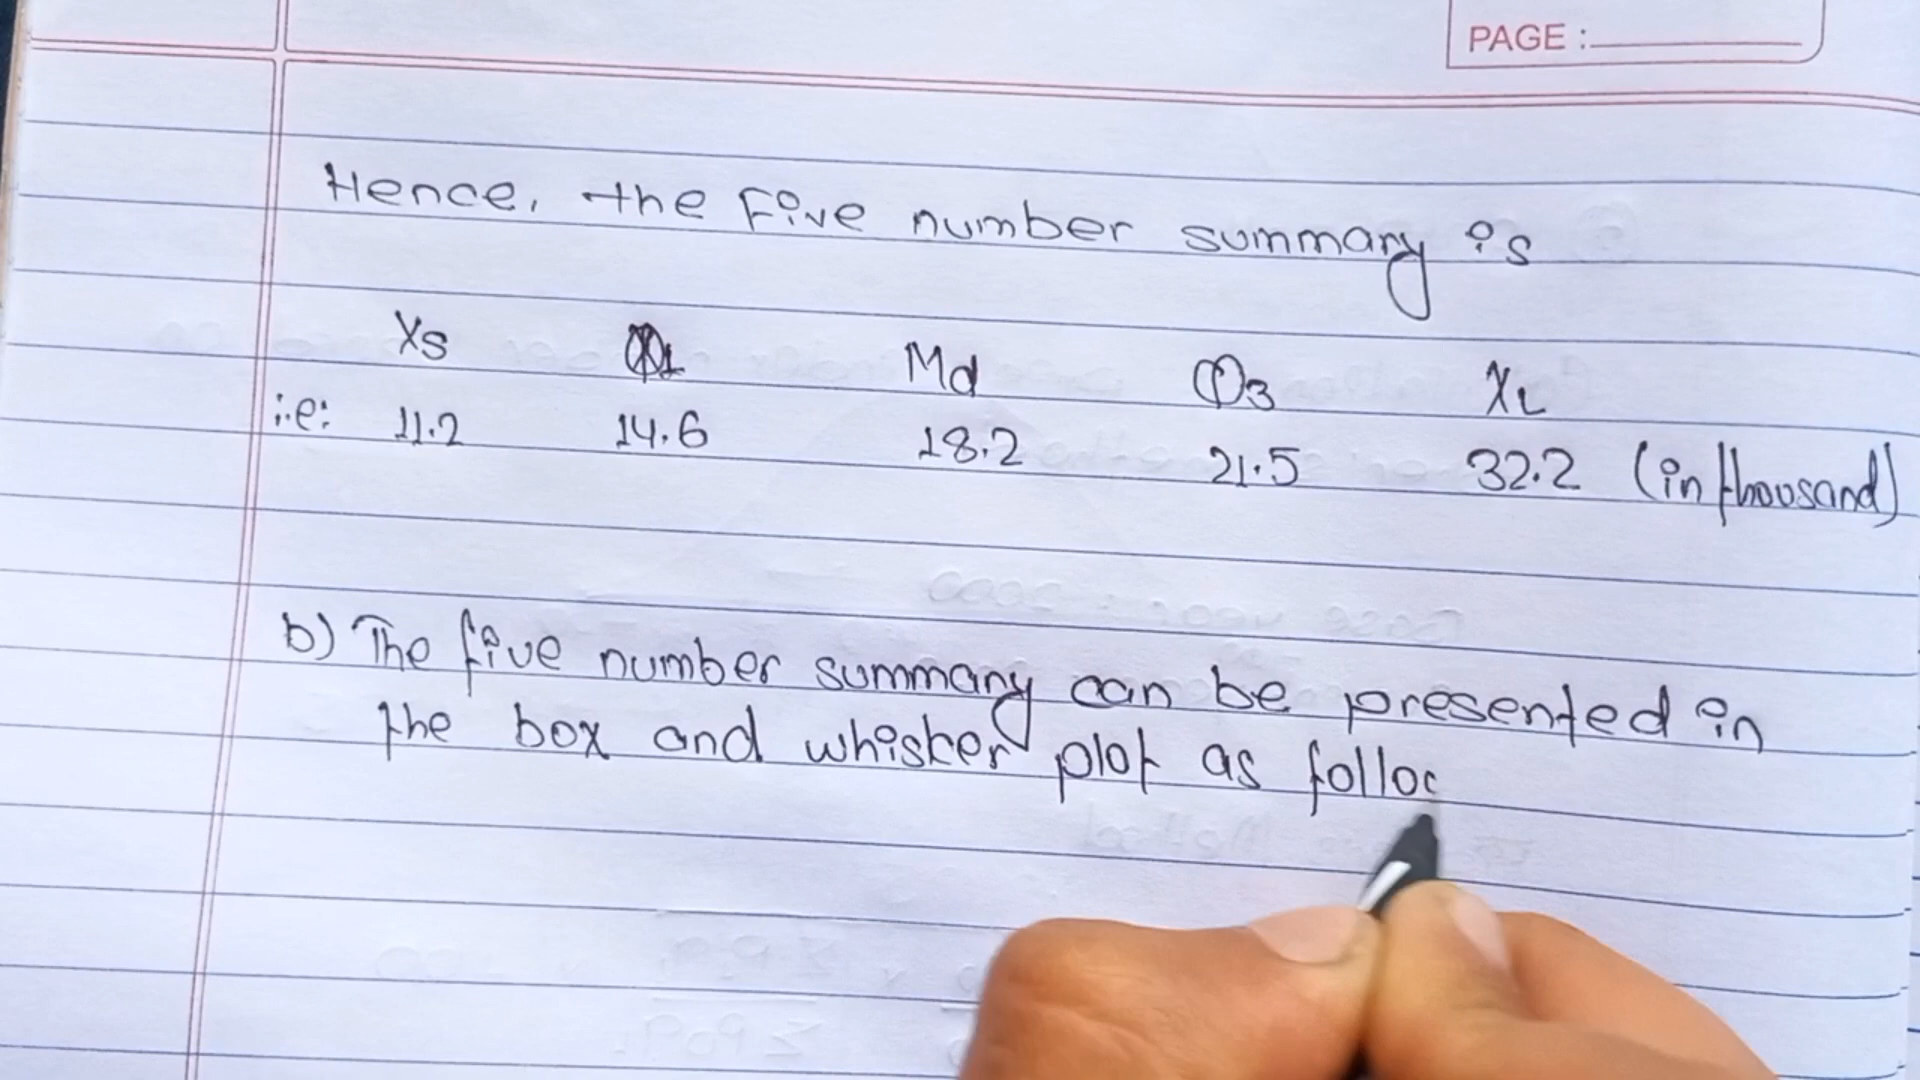 PAGE :
Hence, the Five number summary is
Xs Q1 Md Q3 XL
i.e: 11.2 14.6 18.2 21.5 32.2 (in thousand)
b) The five number summary can be presented in
the box and whisker plot as follo